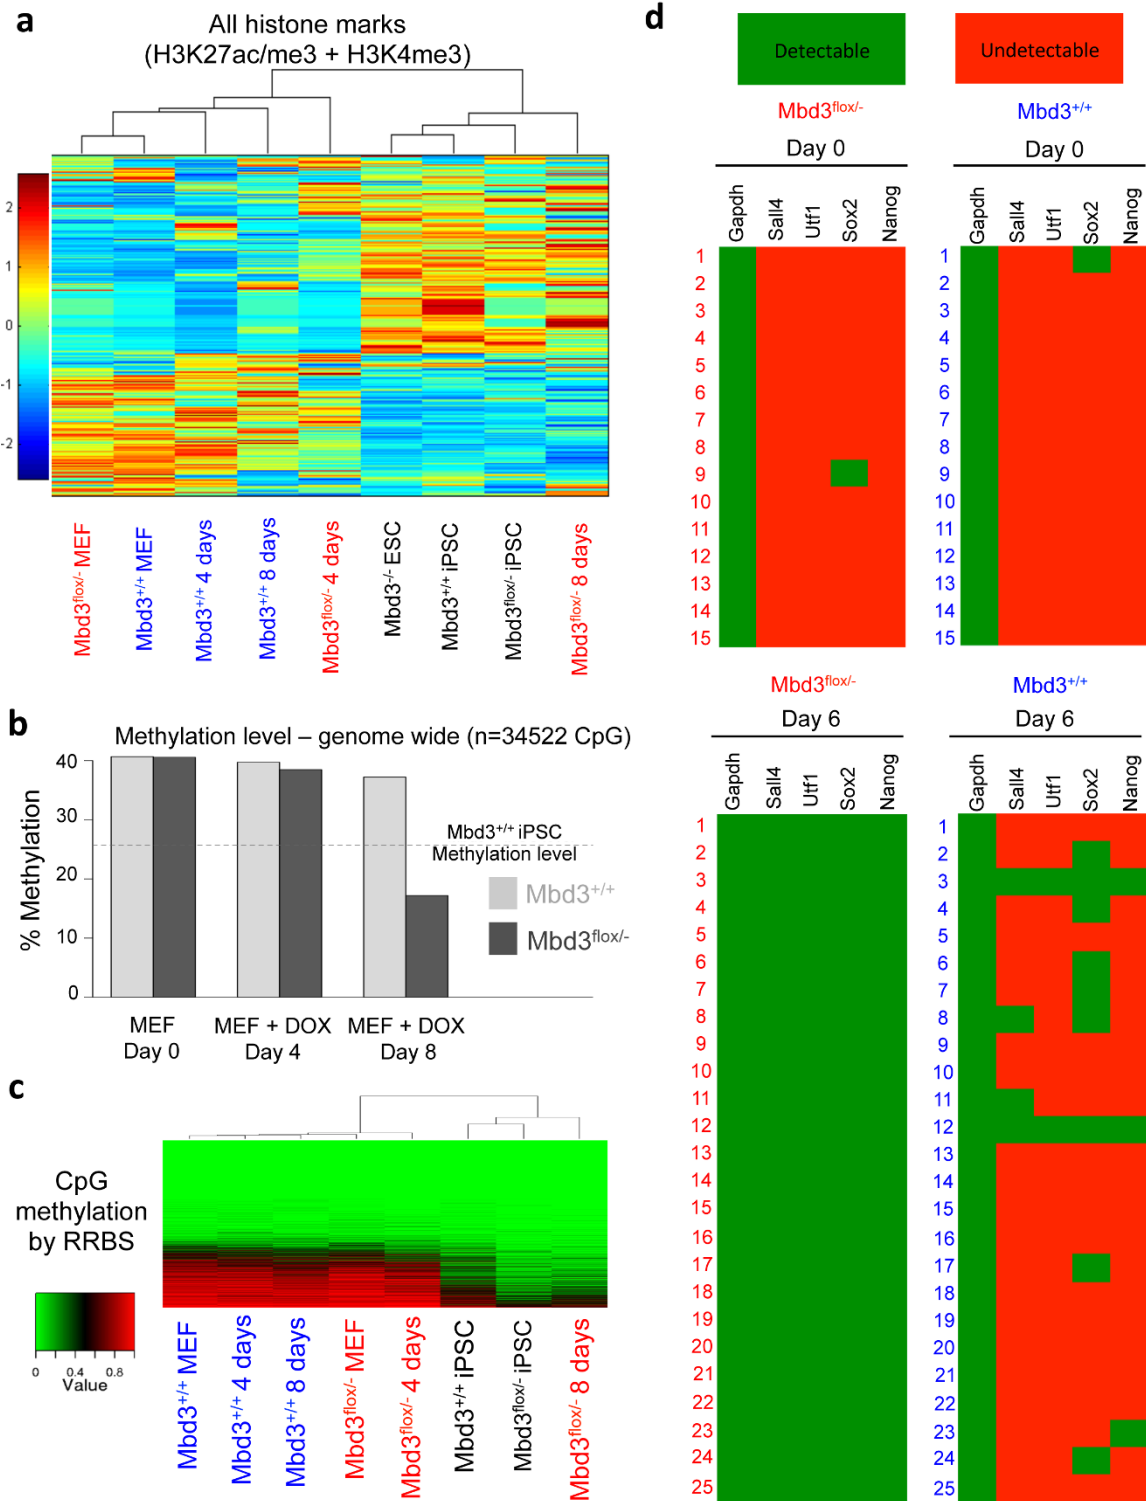 a
All histone marks
(H3K27ac/me3 + H3K4me3)
2
1
0
-1
-2
Mbd3flox/- MEF
Mbd3+/+ MEF
Mbd3+/+ 4 days
Mbd3+/+ 8 days
Mbd3flox/- 4 days
Mbd3-/- ESC
Mbd3+/+ iPSC
Mbd3flox/- iPSC
Mbd3flox/- 8 days
b
Methylation level – genome wide (n=34522 CpG)
% Methylation
40
30
20
10
0
Mbd3+/+ iPSC
Methylation level
Mbd3+/+
Mbd3flox/-
MEF
Day 0
MEF + DOX
Day 4
MEF + DOX
Day 8
c
CpG
methylation
by RRBS
0 0.4 0.8
Value
Mbd3+/+ MEF
Mbd3+/+ 4 days
Mbd3+/+ 8 days
Mbd3flox/- MEF
Mbd3flox/- 4 days
Mbd3+/+ iPSC
Mbd3flox/- iPSC
Mbd3flox/- 8 days
d
Detectable
Undetectable
Mbd3flox/-
Day 0
Gapdh
Sall4
Utf1
Sox2
Nanog
1
2
3
4
5
6
7
8
9
10
11
12
13
14
15
Mbd3+/+
Day 0
Gapdh
Sall4
Utf1
Sox2
Nanog
1
2
3
4
5
6
7
8
9
10
11
12
13
14
15
Mbd3flox/-
Day 6
Gapdh
Sall4
Utf1
Sox2
Nanog
1
2
3
4
5
6
7
8
9
10
11
12
13
14
15
16
17
18
19
20
21
22
23
24
25
Mbd3+/+
Day 6
Gapdh
Sall4
Utf1
Sox2
Nanog
1
2
3
4
5
6
7
8
9
10
11
12
13
14
15
16
17
18
19
20
21
22
23
24
25